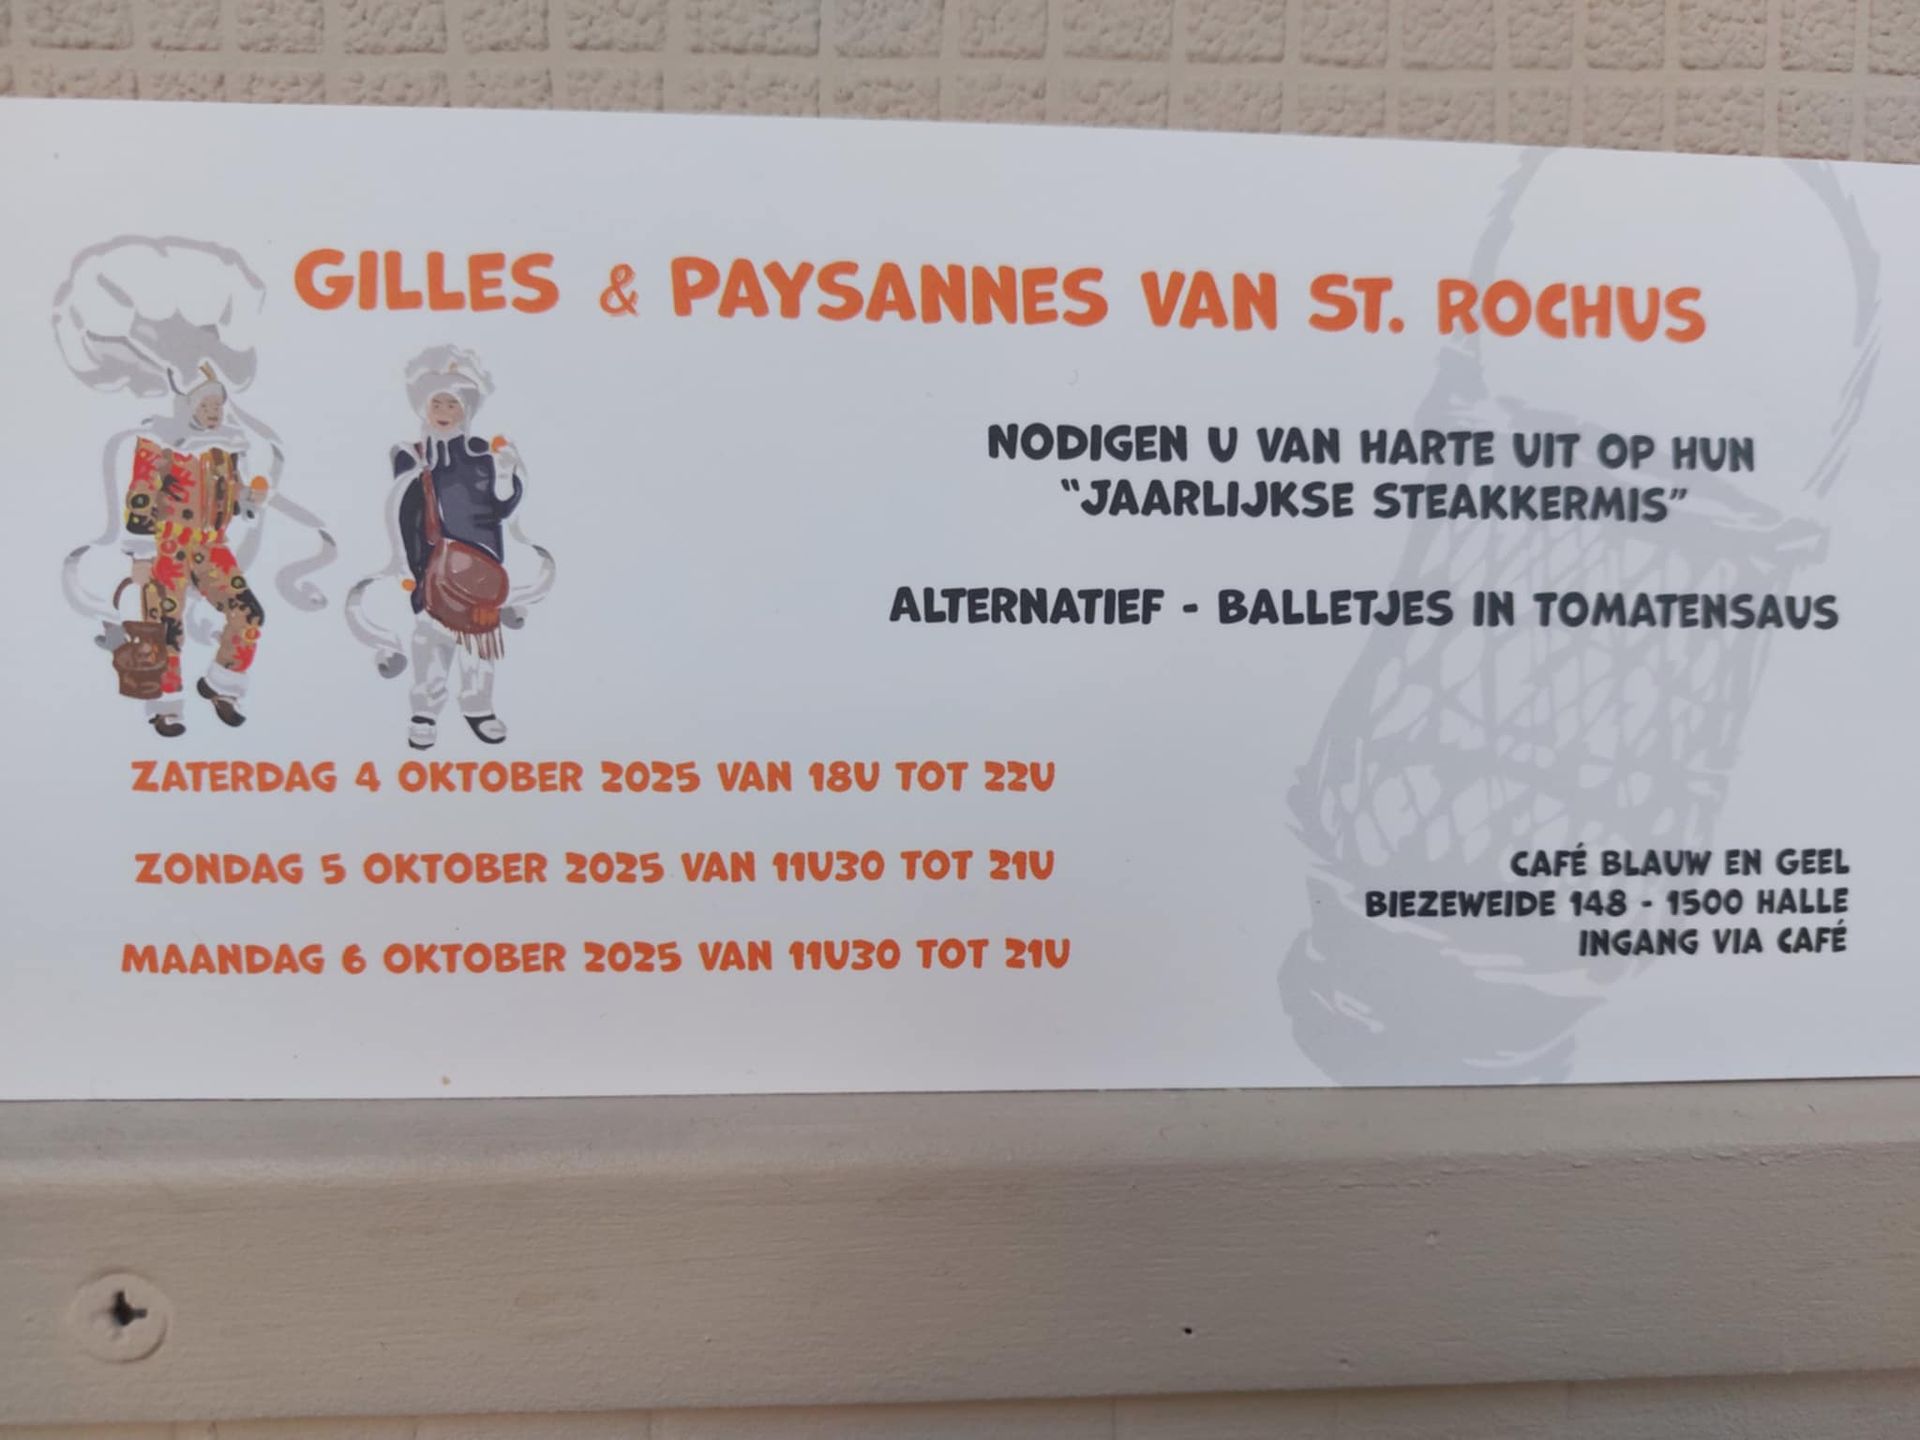 GILLES & PAYSANNES VAN ST. ROCHUS
NODIGEN U VAN HARTE UIT OP HUN
"JAARLIJKSE STEAKKERMIS"
ALTERNATIEF - BALLETJES IN TOMATENSAUS
ZATERDAG 4 OKTOBER 2025 VAN 18U TOT 22U
ZONDAG 5 OKTOBER 2025 VAN 11U30 TOT 21U
MAANDAG 6 OKTOBER 2025 VAN 11U30 TOT 21U
CAFÉ BLAUW EN GEEL
BIEZEWEIDE 148 - 1500 HALLE
INGANG VIA CAFÉ